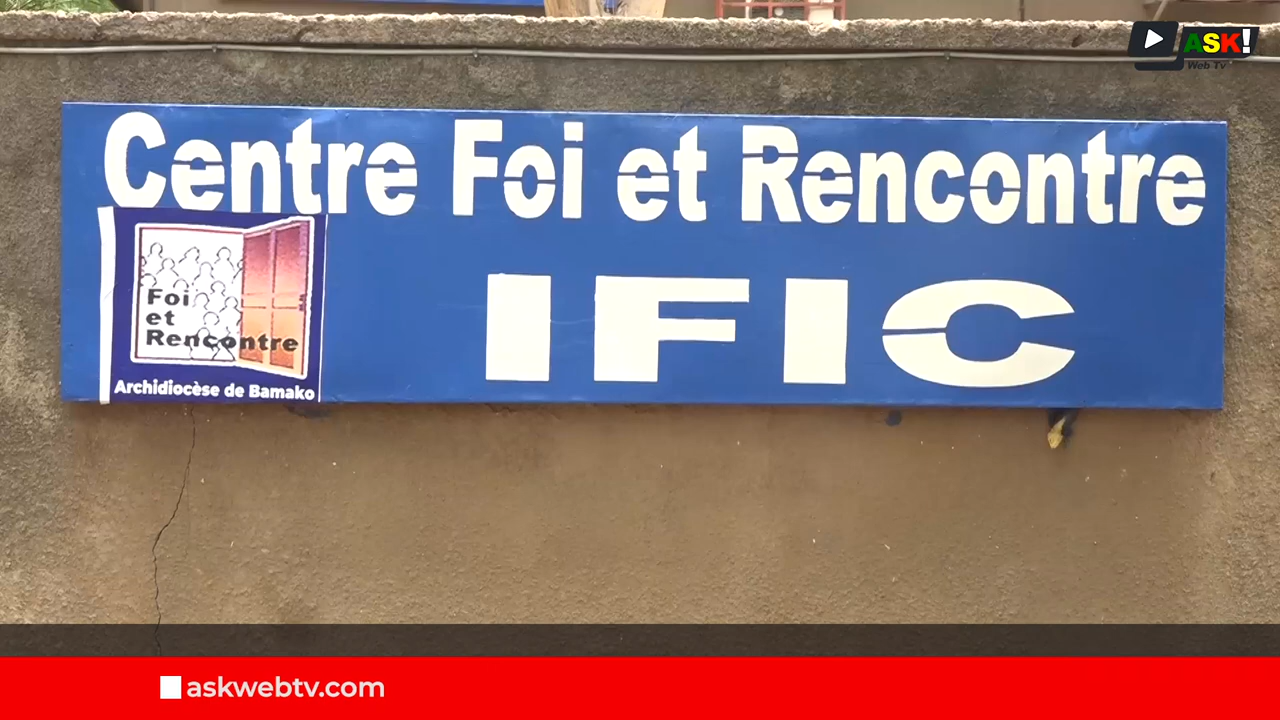 ASK!
Web Tv
Centre Foi et Rencontre
IFIC
Foi
et
Rencontre
Archidiocèse de Bamako
askwebtv.com